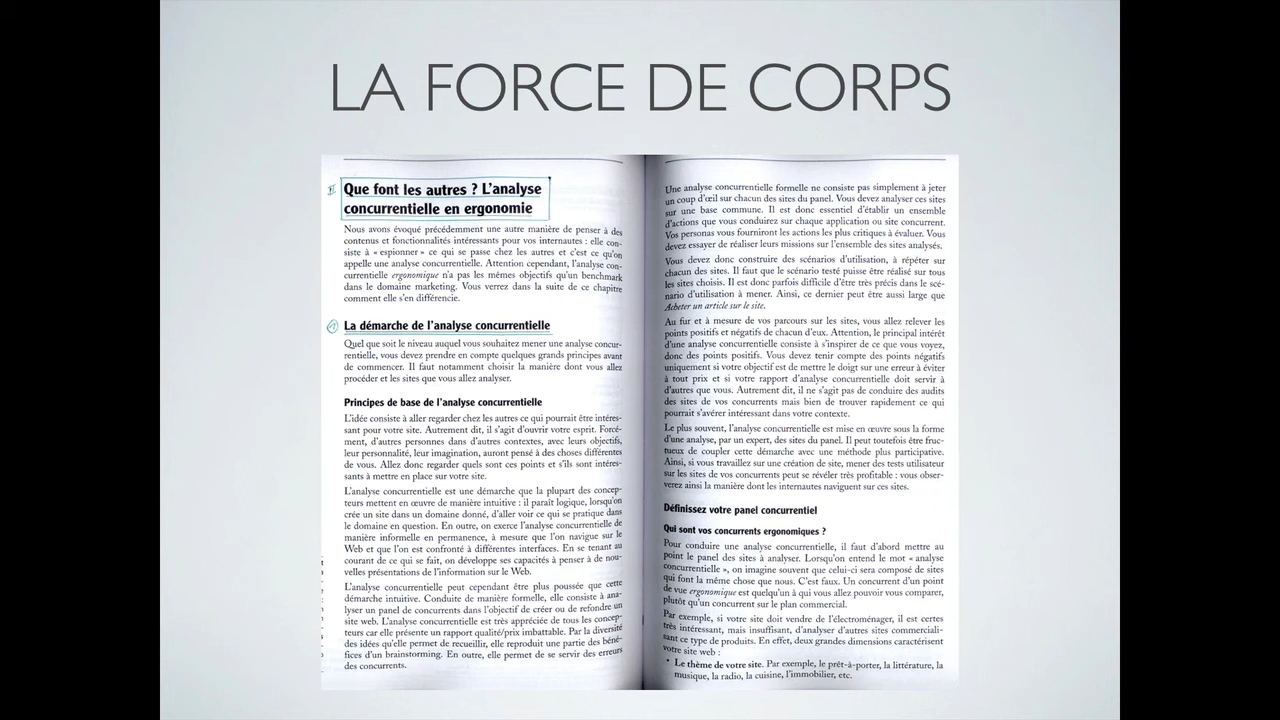 LA FORCE DE CORPS
Que font les autres ? L'analyse
concurrentielle en ergonomie
Nous avons évoqué précédemment une autre manière de penser à des
contenus et fonctionnalités intéressants pour vos internautes : elle con-
siste à « espionner » ce qui se passe chez les autres et c'est ce qu'on
appelle une analyse concurrentielle. Attention cependant, l'analyse con-
currentielle ergonomique n'a pas les mêmes objectifs qu'un benchmark
dans le domaine marketing. Vous verrez dans la suite de ce chapitre
comment elle s'en différencie.
La démarche de l'analyse concurrentielle
Quel que soit le niveau auquel vous souhaitez mener une analyse concur-
rentielle, vous devez prendre en compte quelques grands principes avant
de commencer. Il faut notamment choisir la manière dont vous allez
procéder et les sites que vous allez analyser.
Principes de base de l'analyse concurrentielle
L'idée consiste à aller regarder chez les autres ce qui pourrait être intéres-
sant pour votre site. Autrement dit, il s'agit d'ouvrir votre esprit. Forcé-
ment, d'autres personnes dans d'autres contextes, avec leurs objectifs,
leur personnalité, leur imagination, auront pensé à des choses différentes
de vous. Allez donc regarder quels sont ces points et s'ils sont intéres-
sants à mettre en place sur votre site.
L'analyse concurrentielle est une démarche que la plupart des concep-
teurs mettent en œuvre de manière intuitive : il paraît logique, lorsqu'on
crée un site dans un domaine donné, d'aller voir ce qui se pratique dans
le domaine en question. En outre, on exerce l'analyse concurrentielle de
manière informelle en permanence, à mesure que l'on navigue sur le
Web et que l'on est confronté à différentes interfaces. En se tenant au
courant de ce qui se fait, on développe ses capacités à penser à de nou-
velles présentations de l'information sur le Web.
L'analyse concurrentielle peut cependant être plus poussée que cette
démarche intuitive. Conduite de manière formelle, elle consiste à ana-
lyser un panel de concurrents dans l'objectif de créer ou de refondre un
site web. L'analyse concurrentielle est très appréciée de tous les concep-
teurs car elle présente un rapport qualité/prix imbattable. Par la diversité
des idées qu'elle permet de recueillir, elle reproduit une partie des béné-
fices d'un brainstorming. En outre, elle permet de se servir des erreurs
des concurrents.
Une analyse concurrentielle formelle ne consiste pas simplement à jeter
un coup d'œil sur chacun des sites du panel. Vous devez analyser ces sites
sur une base commune. Il est donc essentiel d'établir un ensemble
d'actions que vous conduirez sur chaque application ou site concurrent.
Vos personas vous fourniront les actions les plus critiques à évaluer. Vous
devez essayer de réaliser leurs missions sur l'ensemble des sites analysés.
Vous devez donc construire des scénarios d'utilisation, à répéter sur
chacun des sites. Il faut que le scénario testé puisse être réalisé sur tous
les sites choisis. Il est donc parfois difficile d'être très précis dans le scé-
nario d'utilisation à mener. Ainsi, ce dernier peut être aussi large que
Acheter un article sur le site.
Au fur et à mesure de vos parcours sur les sites, vous allez relever les
points positifs et négatifs de chacun d'eux. Attention, le principal intérêt
d'une analyse concurrentielle consiste à s'inspirer de ce que vous voyez,
donc des points positifs. Vous devez tenir compte des points négatifs
uniquement si votre objectif est de mettre le doigt sur une erreur à éviter
à tout prix et si votre rapport d'analyse concurrentielle doit servir à
d'autres que vous. Autrement dit, il ne s'agit pas de conduire des audits
des sites de vos concurrents mais bien de trouver rapidement ce qui
pourrait s'avérer intéressant dans votre contexte.
Le plus souvent, l'analyse concurrentielle est mise en œuvre sous la forme
d'une analyse, par un expert, des sites du panel. Il peut toutefois être fruc-
tueux de coupler cette démarche avec une méthode plus participative.
Ainsi, si vous travaillez sur une création de site, mener des tests utilisateur
sur les sites de vos concurrents peut se révéler très profitable : vous obser-
verez ainsi la manière dont les internautes naviguent sur ces sites.
Définissez votre panel concurrentiel
Qui sont vos concurrents ergonomiques ?
Pour conduire une analyse concurrentielle, il faut d'abord mettre au
point le panel des sites à analyser. Lorsqu'on entend le mot « analyse
concurrentielle », on imagine souvent que celui-ci sera composé de sites
qui font la même chose que nous. C'est faux. Un concurrent d'un point
de vue ergonomique est quelqu'un à qui vous allez pouvoir vous comparer,
plutôt qu'un concurrent sur le plan commercial.
Par exemple, si votre site doit vendre de l'électroménager, il est certes
très intéressant, mais insuffisant, d'analyser d'autres sites commerciali-
sant ce type de produits. En effet, deux grandes dimensions caractérisent
votre site web :
• Le thème de votre site. Par exemple, le prêt-à-porter, la littérature, la
musique, la radio, la cuisine, l'immobilier, etc.